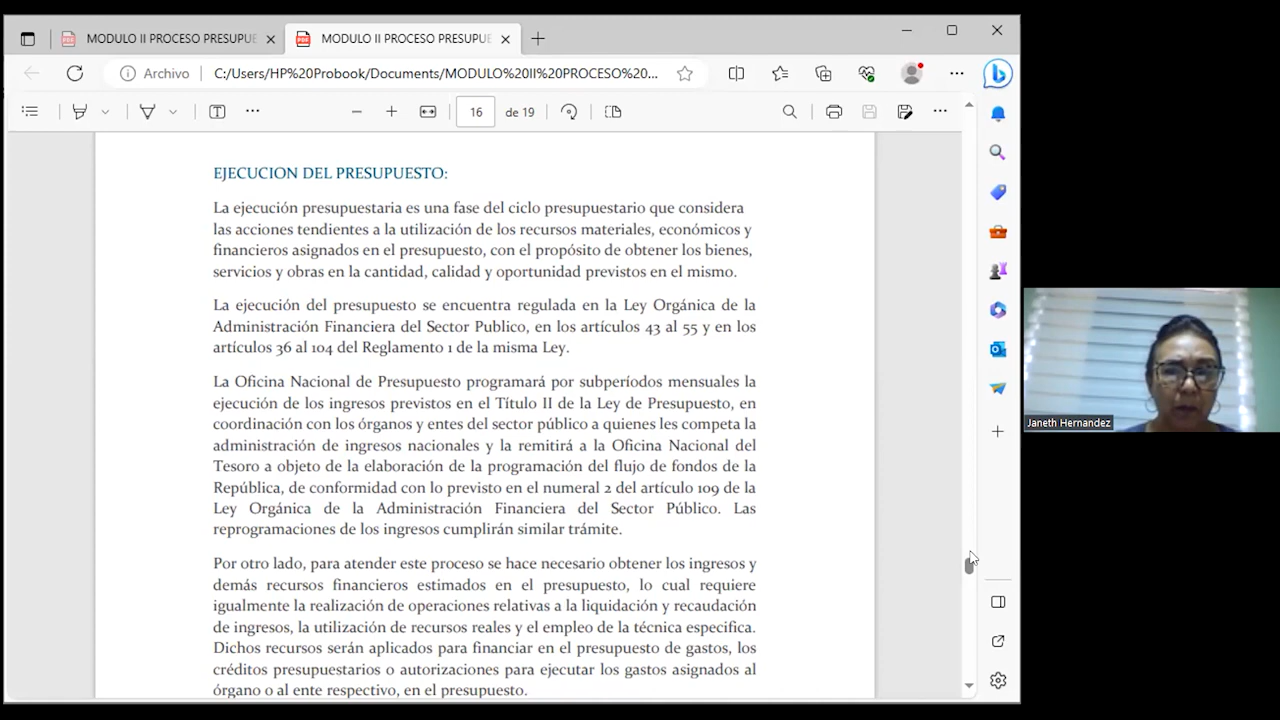 MODULO II PROCESO PRESUPUE
MODULO II PROCESO PRESUPUE
Archivo
C:/Users/HP%20Probook/Documents/MODULO%20II%20PROCESO%20...
16
de 19
EJECUCION DEL PRESUPUESTO:
La ejecución presupuestaria es una fase del ciclo presupuestario que considera
las acciones tendientes a la utilización de los recursos materiales, económicos y
financieros asignados en el presupuesto, con el propósito de obtener los bienes,
servicios y obras en la cantidad, calidad y oportunidad previstos en el mismo.
La ejecución del presupuesto se encuentra regulada en la Ley Orgánica de la
Administración Financiera del Sector Publico, en los artículos 43 al 55 y en los
artículos 36 al 104 del Reglamento 1 de la misma Ley.
La Oficina Nacional de Presupuesto programará por subperíodos mensuales la
ejecución de los ingresos previstos en el Título II de la Ley de Presupuesto, en
coordinación con los órganos y entes del sector público a quienes les competa la
administración de ingresos nacionales y la remitirá a la Oficina Nacional del
Tesoro a objeto de la elaboración de la programación del flujo de fondos de la
República, de conformidad con lo previsto en el numeral 2 del artículo 109 de la
Ley Orgánica de la Administración Financiera del Sector Público. Las
reprogramaciones de los ingresos cumplirán similar trámite.
Por otro lado, para atender este proceso se hace necesario obtener los ingresos y
demás recursos financieros estimados en el presupuesto, lo cual requiere
igualmente la realización de operaciones relativas a la liquidación y recaudación
de ingresos, la utilización de recursos reales y el empleo de la técnica especifica.
Dichos recursos serán aplicados para financiar en el presupuesto de gastos, los
créditos presupuestarios o autorizaciones para ejecutar los gastos asignados al
órgano o al ente respectivo, en el presupuesto.
Janeth Hernandez